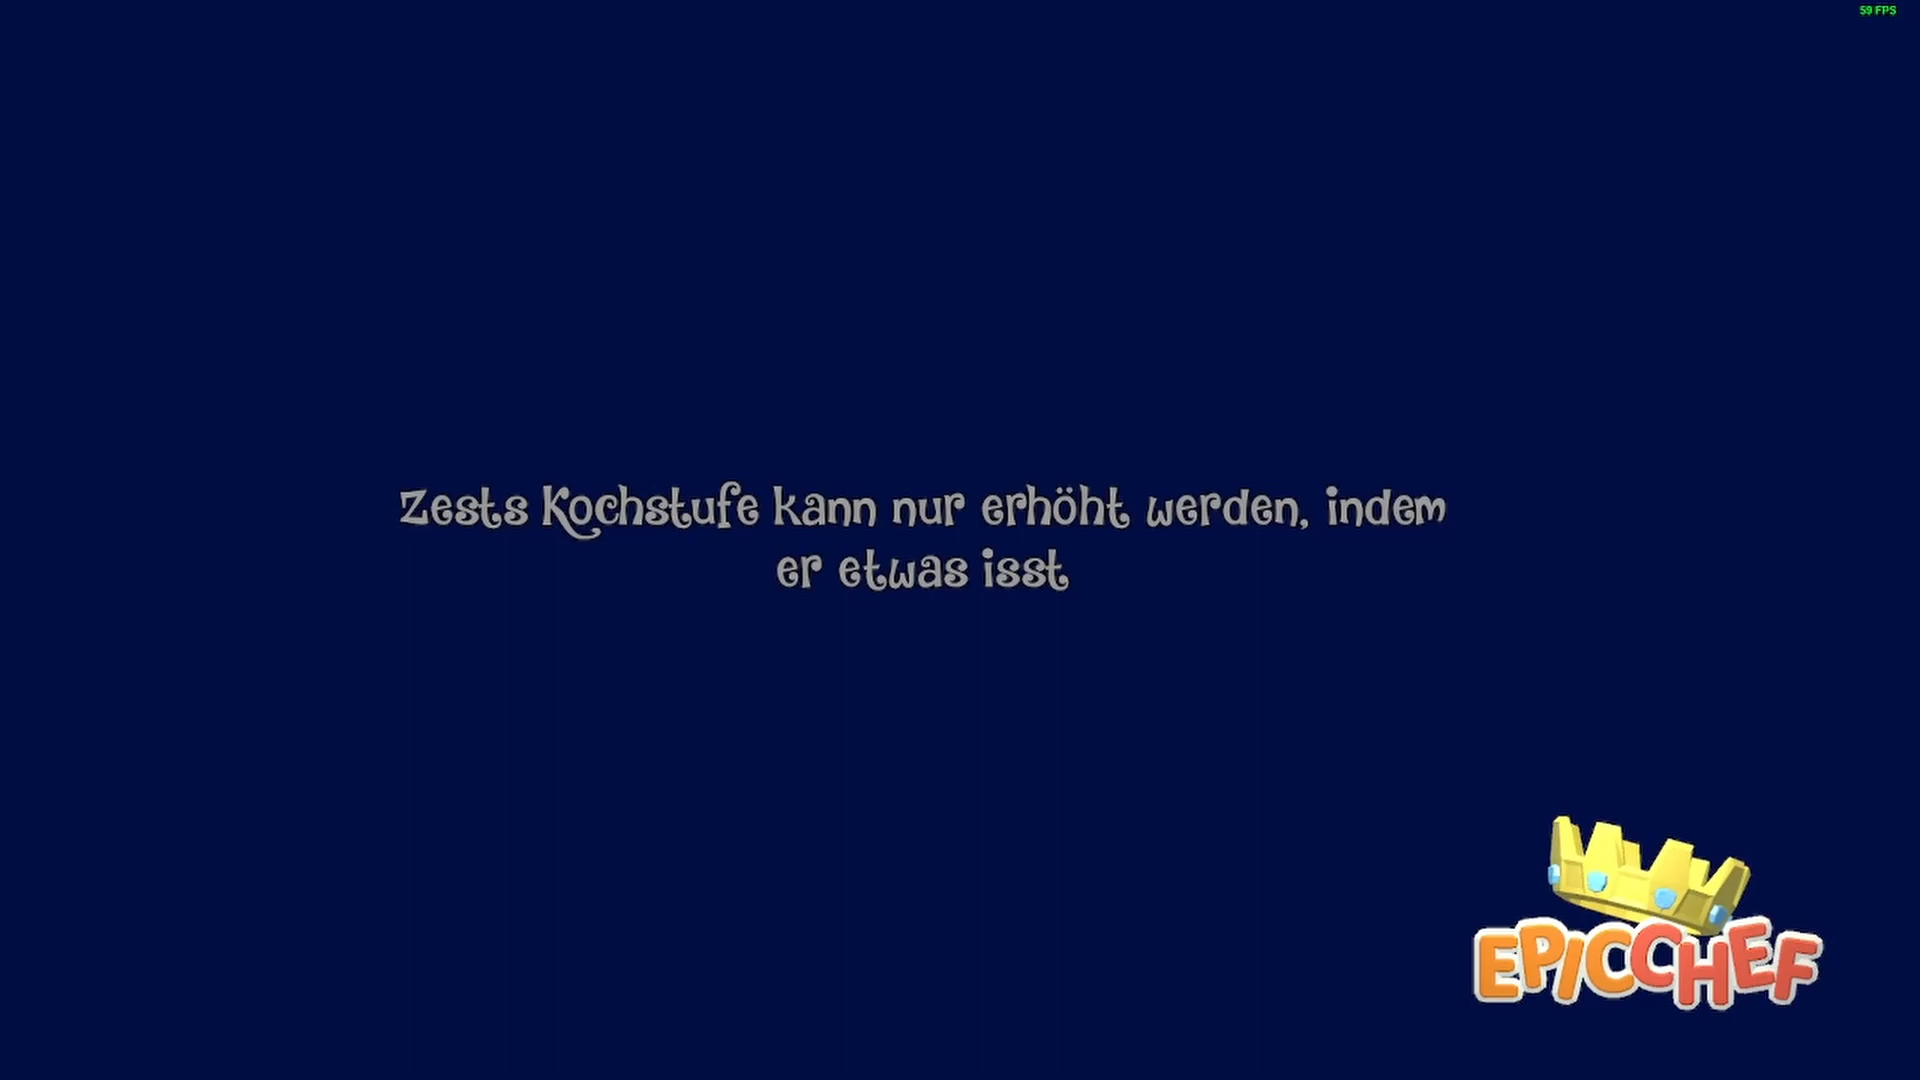 59 FPS
Zests Kochstufe kann nur erhöht werden, indem
er etwas isst
EPICCHEF